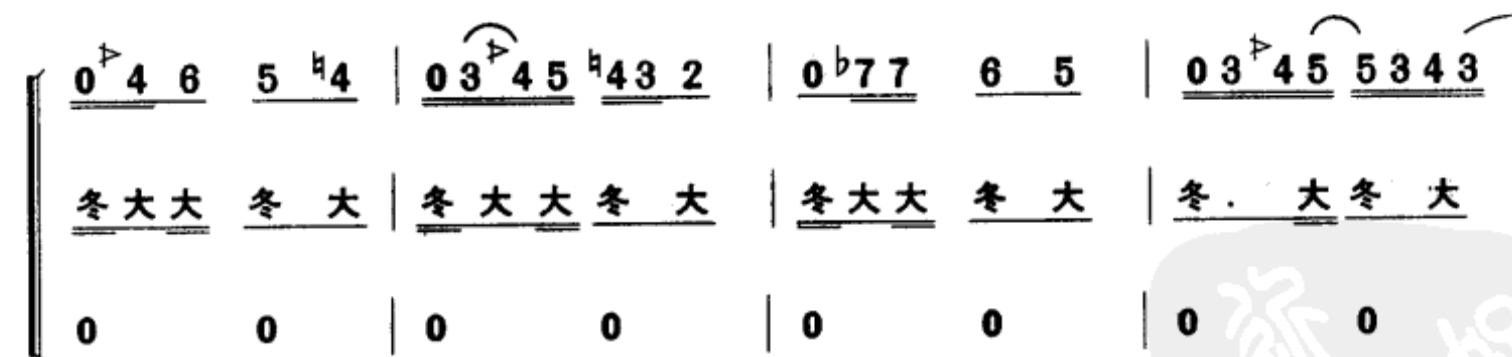 0 4 6 5 ♮4 | 0 3 4 5 ♮4 3 2 | 0 ♭7 7 6 5 | 0 3 4 5 5 3 4 3
冬 大 大 冬 大 | 冬 大 大 冬 大 | 冬 大 大 冬 大 | 冬 . 大 冬 大
0 0 | 0 0 | 0 0 | 0 0